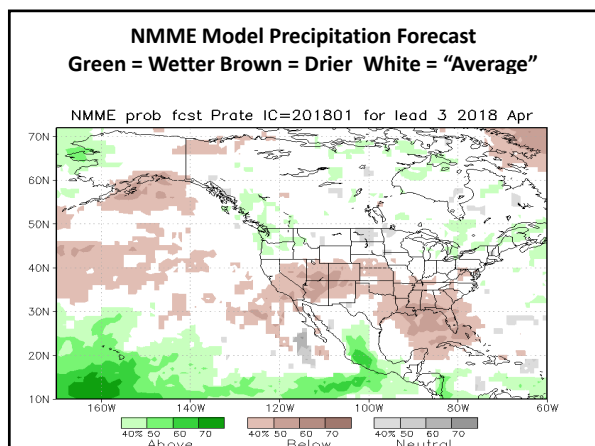 NMME Model Precipitation Forecast
Green = Wetter Brown = Drier White = “Average”
NMME prob fcst Prate IC=201801 for lead 3 2018 Apr
70N
60N
50N
40N
30N
20N
10N
160W 140W 120W 100W 80W 60W
40% 50 60 70 40% 50 60 70 40% 50 60 70
Above Below Neutral